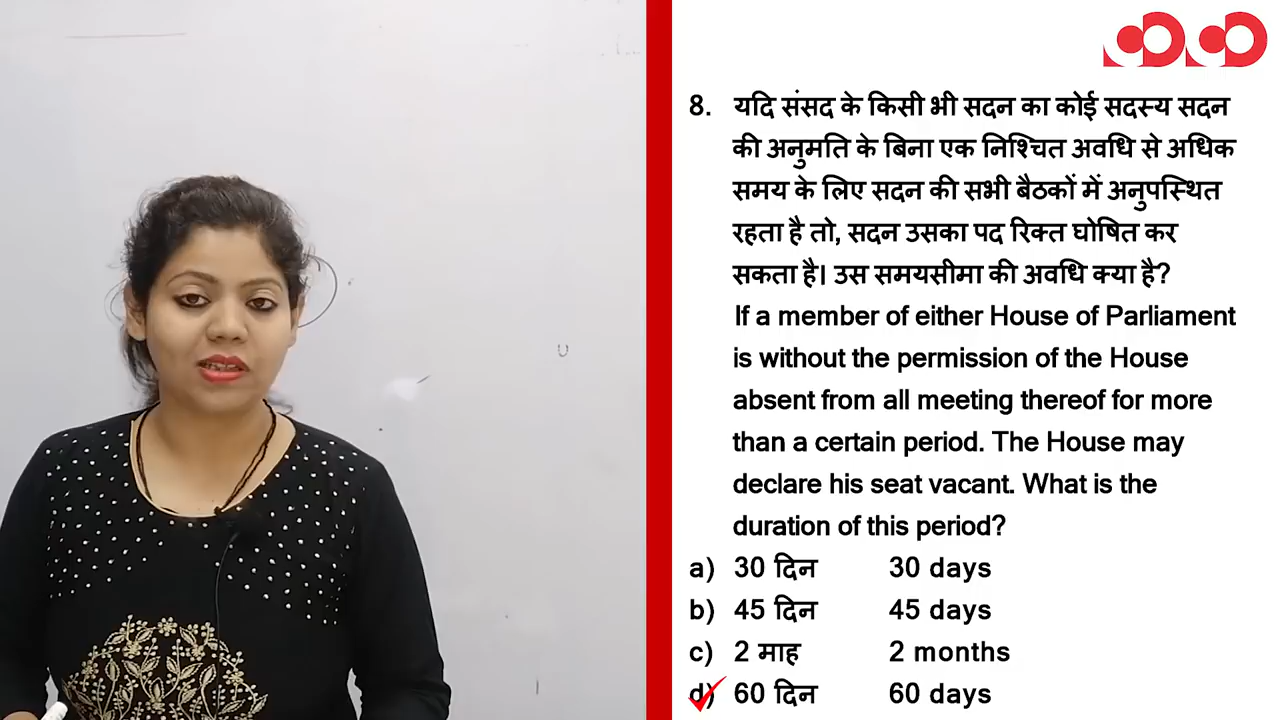 8. यदि संसद के किसी भी सदन का कोई सदस्य सदन
की अनुमति के बिना एक निश्चित अवधि से अधिक
समय के लिए सदन की सभी बैठकों में अनुपस्थित
रहता है तो, सदन उसका पद रिक्त घोषित कर
सकता है। उस समयसीमा की अवधि क्या है?
If a member of either House of Parliament
is without the permission of the House
absent from all meeting thereof for more
than a certain period. The House may
declare his seat vacant. What is the
duration of this period?
a) 30 दिन 30 days
b) 45 दिन 45 days
c) 2 माह 2 months
d) 60 दिन 60 days